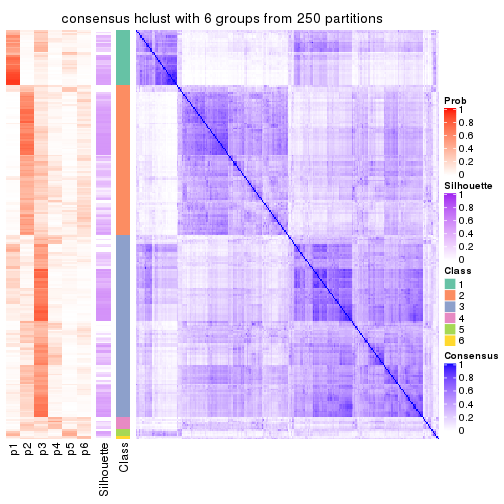 consensus hclust with 6 groups from 250 partitions
Prob
1
0.8
0.6
0.4
0.2
0
Silhouette
1
0.8
0.6
0.4
0.2
0
Class
1
2
3
4
5
6
Consensus
1
0.8
0.6
0.4
0.2
0
p1
p2
p3
p4
p5
p6
Silhouette
Class